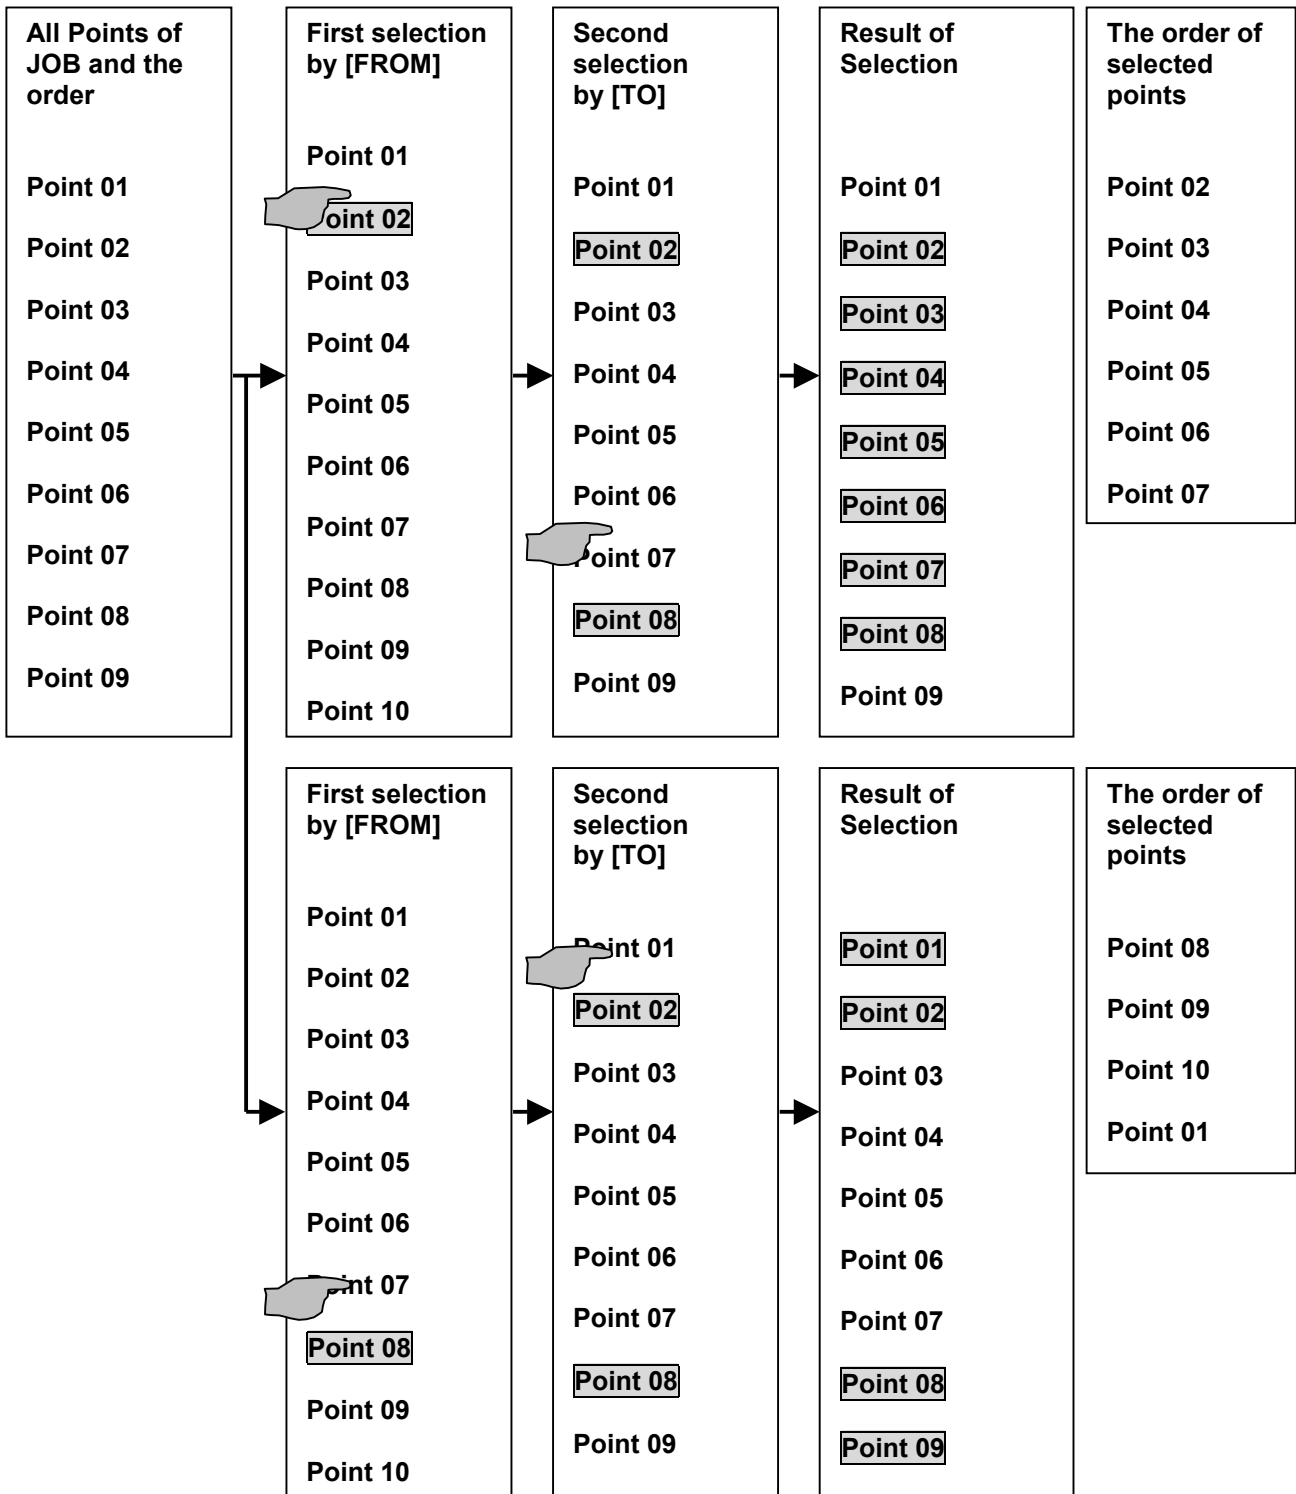 All Points of
JOB and the
order
Point 01
Point 02
Point 03
Point 04
Point 05
Point 06
Point 07
Point 08
Point 09
First selection
by [FROM]
Point 01
Point 02
Point 03
Point 04
Point 05
Point 06
Point 07
Point 08
Point 09
Point 10
Second
selection
by [TO]
Point 01
Point 02
Point 03
Point 04
Point 05
Point 06
Point 07
Point 08
Point 09
Result of
Selection
Point 01
Point 02
Point 03
Point 04
Point 05
Point 06
Point 07
Point 08
Point 09
The order of
selected
points
Point 02
Point 03
Point 04
Point 05
Point 06
Point 07
First selection
by [FROM]
Point 01
Point 02
Point 03
Point 04
Point 05
Point 06
Point 07
Point 08
Point 09
Point 10
Second
selection
by [TO]
Point 01
Point 02
Point 03
Point 04
Point 05
Point 06
Point 07
Point 08
Point 09
Result of
Selection
Point 01
Point 02
Point 03
Point 04
Point 05
Point 06
Point 07
Point 08
Point 09
The order of
selected
points
Point 08
Point 09
Point 10
Point 01